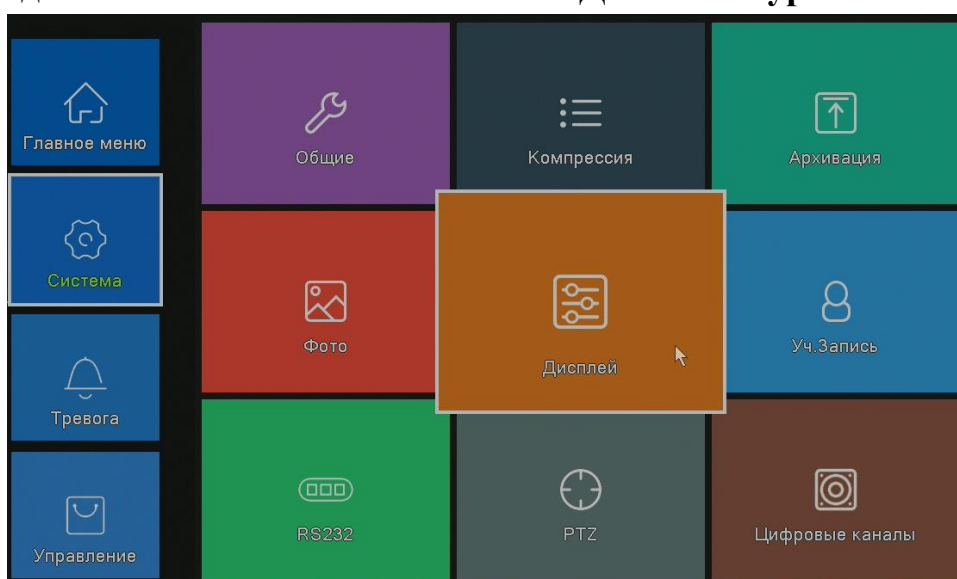 Главное меню
Общие
Компрессия
Архивация
Система
Фото
Дисплей
Уч.Запись
Тревога
RS232
PTZ
Цифровые каналы
Управление